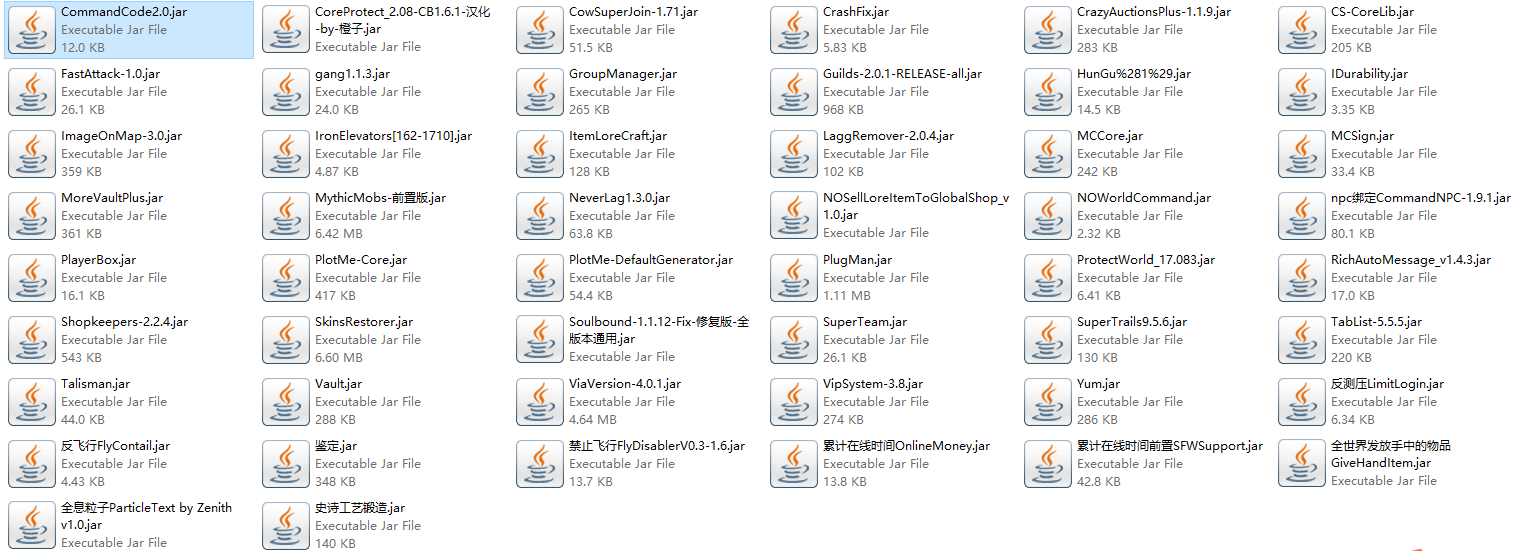 CommandCode2.0.jar
Executable Jar File
12.0 KB
CoreProtect_2.08-CB1.6.1-汉化
-by-橙子.jar
Executable Jar File
CowSuperJoin-1.71.jar
Executable Jar File
51.5 KB
CrashFix.jar
Executable Jar File
5.83 KB
CrazyAuctionsPlus-1.1.9.jar
Executable Jar File
283 KB
CS-CoreLib.jar
Executable Jar File
205 KB
FastAttack-1.0.jar
Executable Jar File
26.1 KB
gang1.1.3.jar
Executable Jar File
24.0 KB
GroupManager.jar
Executable Jar File
265 KB
Guilds-2.0.1-RELEASE-all.jar
Executable Jar File
968 KB
HunGu%281%29.jar
Executable Jar File
14.5 KB
IDurability.jar
Executable Jar File
3.35 KB
ImageOnMap-3.0.jar
Executable Jar File
359 KB
IronElevators[162-1710].jar
Executable Jar File
4.87 KB
ItemLoreCraft.jar
Executable Jar File
128 KB
LaggRemover-2.0.4.jar
Executable Jar File
102 KB
MCCore.jar
Executable Jar File
242 KB
MCSign.jar
Executable Jar File
33.4 KB
MoreVaultPlus.jar
Executable Jar File
361 KB
MythicMobs-前置版.jar
Executable Jar File
6.42 MB
NeverLag1.3.0.jar
Executable Jar File
63.8 KB
NOSellLoreItemToGlobalShop_v
1.0.jar
Executable Jar File
NOWorldCommand.jar
Executable Jar File
2.32 KB
npc绑定CommandNPC-1.9.1.jar
Executable Jar File
80.1 KB
PlayerBox.jar
Executable Jar File
16.1 KB
PlotMe-Core.jar
Executable Jar File
417 KB
PlotMe-DefaultGenerator.jar
Executable Jar File
54.4 KB
PlugMan.jar
Executable Jar File
1.11 MB
ProtectWorld_17.083.jar
Executable Jar File
6.41 KB
RichAutoMessage_v1.4.3.jar
Executable Jar File
17.0 KB
Shopkeepers-2.2.4.jar
Executable Jar File
543 KB
SkinsRestorer.jar
Executable Jar File
6.60 MB
Soulbound-1.1.12-Fix-修复版-全
版本通用.jar
Executable Jar File
SuperTeam.jar
Executable Jar File
26.1 KB
SuperTrails9.5.6.jar
Executable Jar File
130 KB
TabList-5.5.5.jar
Executable Jar File
220 KB
Talisman.jar
Executable Jar File
44.0 KB
Vault.jar
Executable Jar File
288 KB
ViaVersion-4.0.1.jar
Executable Jar File
4.64 MB
VipSystem-3.8.jar
Executable Jar File
274 KB
Yum.jar
Executable Jar File
286 KB
反测压LimitLogin.jar
Executable Jar File
6.34 KB
反飞行FlyContail.jar
Executable Jar File
4.43 KB
鉴定.jar
Executable Jar File
348 KB
禁止飞行FlyDisablerV0.3-1.6.jar
Executable Jar File
13.7 KB
累计在线时间OnlineMoney.jar
Executable Jar File
13.8 KB
累计在线时间前置SFWSupport.jar
Executable Jar File
42.8 KB
全世界发放手中的物品
GiveHandItem.jar
Executable Jar File
全息粒子ParticleText by Zenith
v1.0.jar
Executable Jar File
史诗工艺锻造.jar
Executable Jar File
140 KB